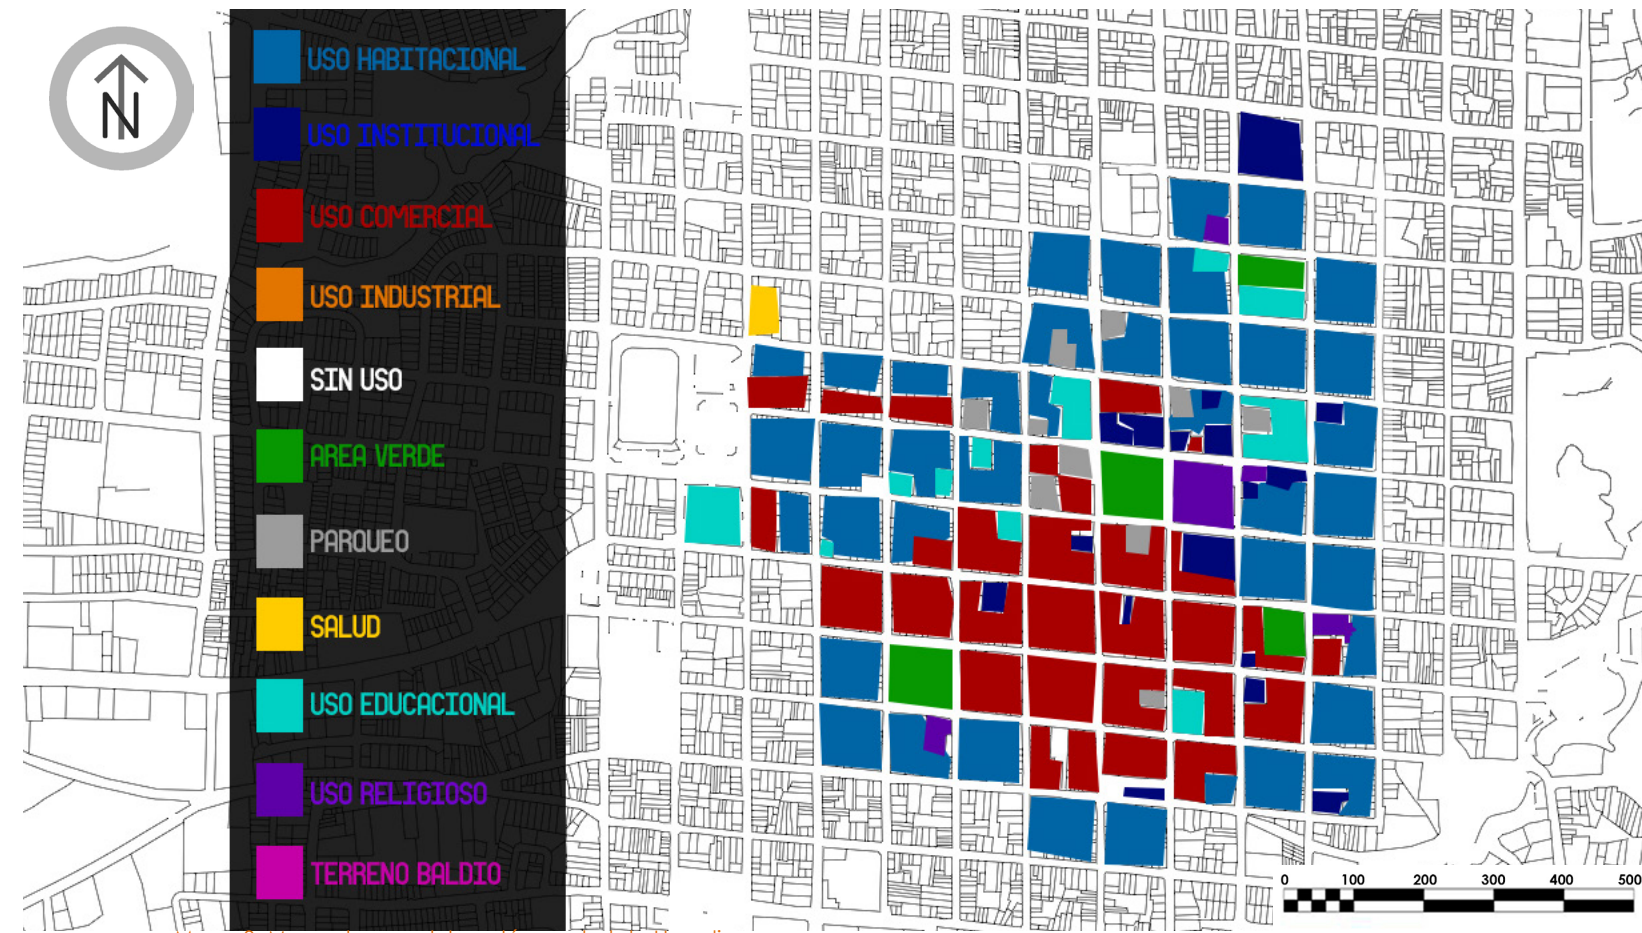 N
USO HABITACIONAL
USO INSTITUCIONAL
USO COMERCIAL
USO INDUSTRIAL
SIN USO
AREA VERDE
PARQUEO
SALUD
USO EDUCACIONAL
USO RELIGIOSO
TERRENO BALDIO
0 100 200 300 400 500